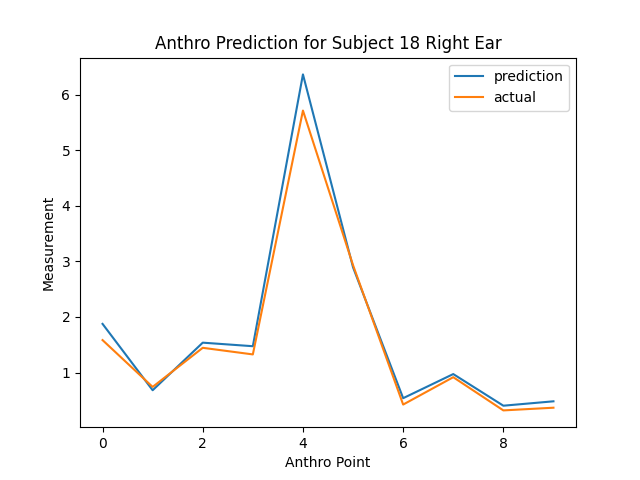 Anthro Prediction for Subject 18 Right Ear
prediction
actual
6
5
4
3
2
1
Measurement
0 2 4 6 8
Anthro Point